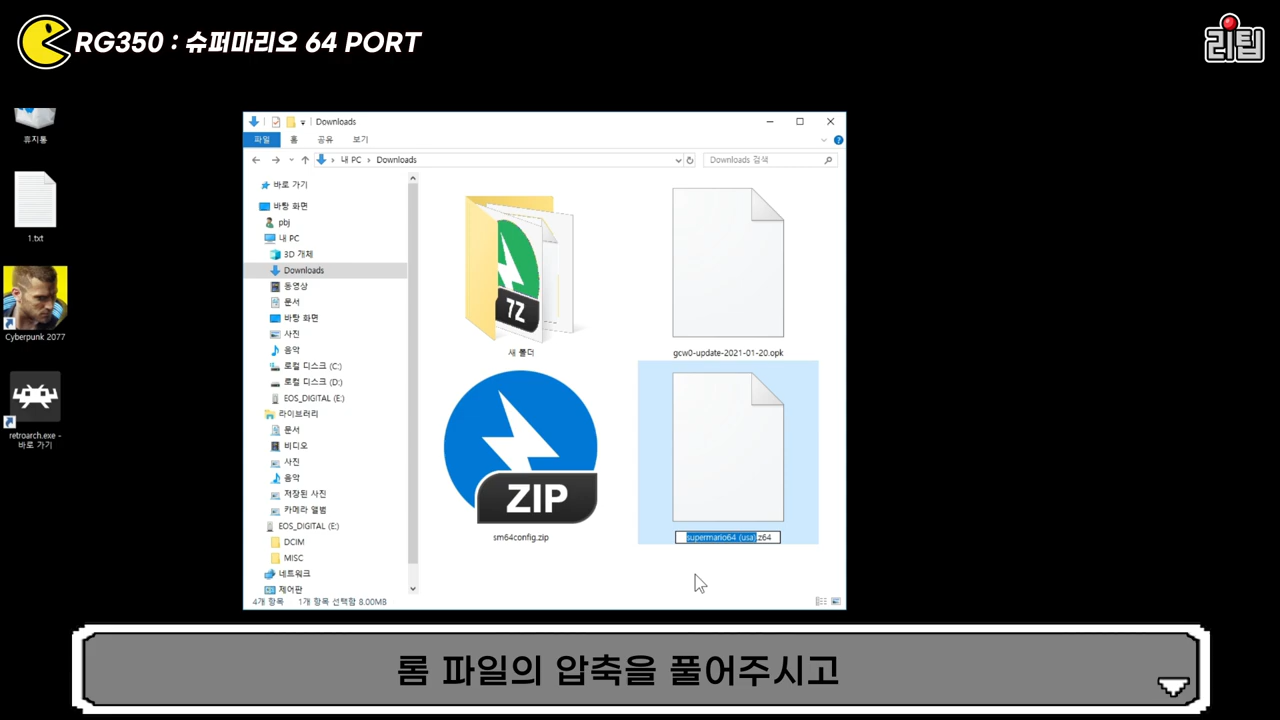 RG350 : 슈퍼마리오 64 PORT
리팁
휴지통
1.txt
Cyberpunk 2077
retroarch.exe -
바로 가기
Downloads
파일 홈 공유 보기
내 PC Downloads
Downloads 검색
바로 가기
바탕 화면
pbj
내 PC
3D 개체
Downloads
동영상
문서
바탕 화면
사진
음악
로컬 디스크 (C:)
로컬 디스크 (D:)
EOS_DIGITAL (E:)
라이브러리
문서
비디오
사진
음악
저장된 사진
카메라 앨범
EOS_DIGITAL (E:)
DCIM
MISC
네트워크
제어판
7Z
새 폴더
gcw0-update-2021-01-20.opk
ZIP
sm64config.zip
supermario64 (usa).z64
4개 항목 1개 항목 선택함 8.00MB
롬 파일의 압축을 풀어주시고